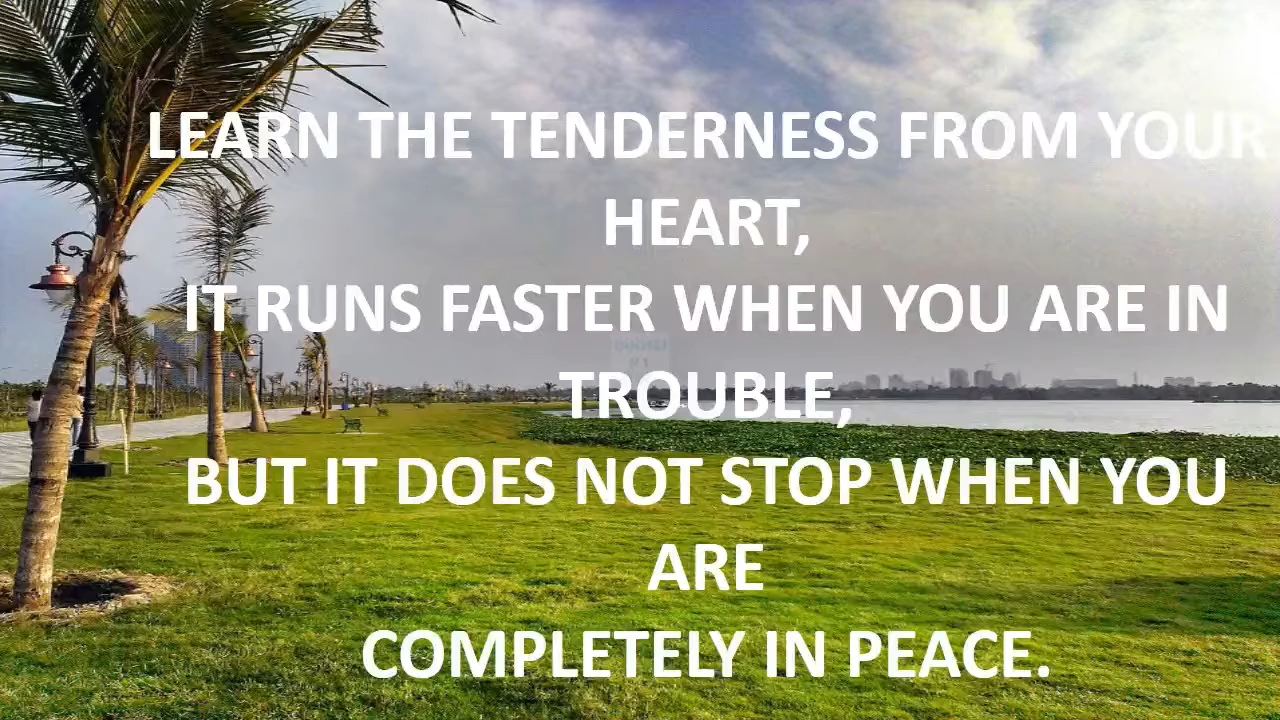 LEARN THE TENDERNESS FROM YOUR
HEART,
IT RUNS FASTER WHEN YOU ARE IN
TROUBLE,
BUT IT DOES NOT STOP WHEN YOU
ARE
COMPLETELY IN PEACE.